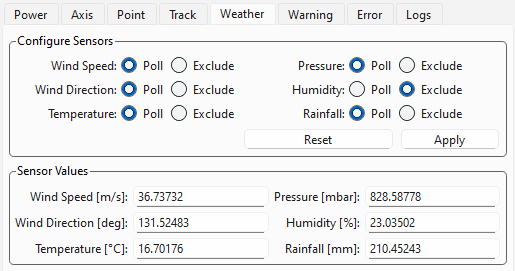 Power Axis Point Track Weather Warning Error Logs
Configure Sensors
Wind Speed: Poll Exclude Pressure: Poll Exclude
Wind Direction: Poll Exclude Humidity: Poll Exclude
Temperature: Poll Exclude Rainfall: Poll Exclude
Reset Apply
Sensor Values
Wind Speed [m/s] 36.73732 Pressure [mbar] 828.58778
Wind Direction [deg] 131.52483 Humidity [%] 23.03502
Temperature [°C] 16.70176 Rainfall [mm] 210.45243